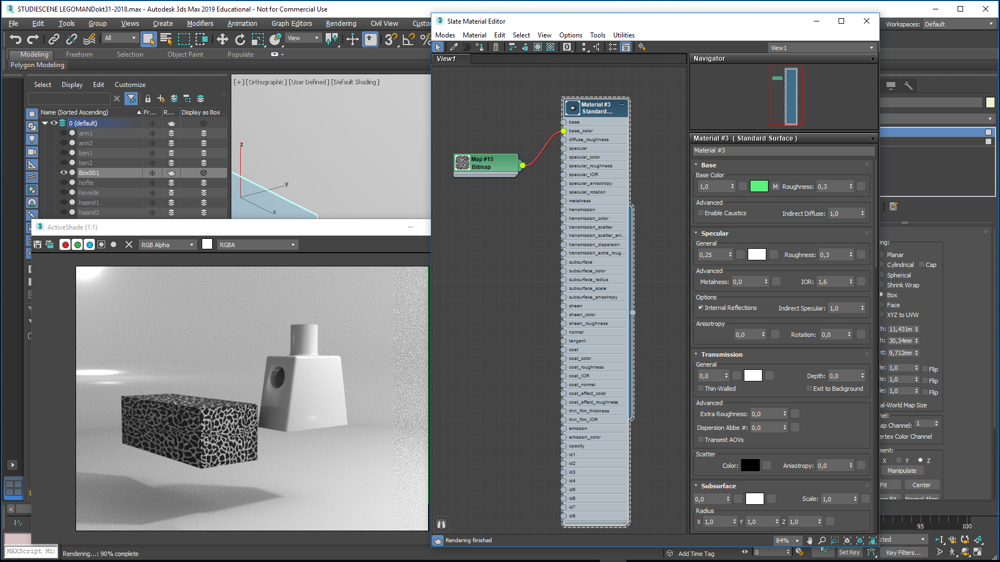 STUDIESCENE LEGOMANDokt31-2018.max - Autodesk 3ds Max 2019 Educational - Not for Commercial Use
File Edit Tools Group Views Create Modifiers Animation Graph Editors Rendering Civil View
Workspaces: Default
All
View
Modeling Freeform Selection Object Paint Populate
Polygon Modeling
Select Display Edit Customize
Name (Sorted Ascending) Fr... R... Display as Box
0 (default)
arm1
arm2
ben1
ben2
Box001
hofte
hovede
haand1
haand2
[+] [Orthographic ] [User Defined ] [Default Shading ]
z
y
x
ActiveShade (1:1)
RGB Alpha
RGBA
Slate Material Editor
Modes Material Edit Select View Options Tools Utilities
View1
View1
Map #15
Bitmap
Material #3
Standard...
base
base_color
diffuse_roughness
specular
specular_color
specular_roughness
specular_IOR
specular_anisotropy
specular_rotation
metalness
transmission
transmission_color
transmission_scatter
transmission_scatter_ani...
transmission_dispersion
transmission_extra_roug...
subsurface
subsurface_color
subsurface_radius
subsurface_scale
subsurface_anisotropy
sheen
sheen_color
sheen_roughness
normal
tangent
coat
coat_color
coat_roughness
coat_IOR
coat_normal
coat_affect_color
coat_affect_roughness
thin_film_thickness
thin_film_IOR
emission
emission_color
opacity
id1
id2
id3
id4
id5
id6
id7
id8
Navigator
Material #3 ( Standard Surface )
Material #3
Base
Base Color
1,0 M Roughness: 0,3
Advanced
Enable Caustics Indirect Diffuse: 1,0
Specular
General
0,25 Roughness: 0,3
Advanced
Metalness: 0,0 IOR: 1,6
Options
Internal Reflections Indirect Specular: 1,0
Anisotropy
0,0 Rotation: 0,0
Transmission
General
0,0 Depth: 0,0
Thin-Walled Exit to Background
Advanced
Extra Roughness: 0,0
Dispersion Abbe #: 0,0
Transmit AOVs
Scatter
Color: Anisotropy: 0,0
Subsurface
0,0 Scale: 1,0
Radius
X 1,0 Y 1,0 Z 1,0
Rendering finished
84%
Planar
Cylindrical Cap
Spherical
Shrink Wrap
Box
Face
XYZ to UVW
11,431m
30,34mm
9,712mm
1,0 Flip
1,0 Flip
1,0 Flip
al-World Map Size
ap Channel: 1
ertex Color Channel
X Y Z
Manipulate
Fit Center
Normal Align
95 100
MAXScript Mi
Rendering...: 90% complete
Add Time Tag
0
Set Key
Key Filters...